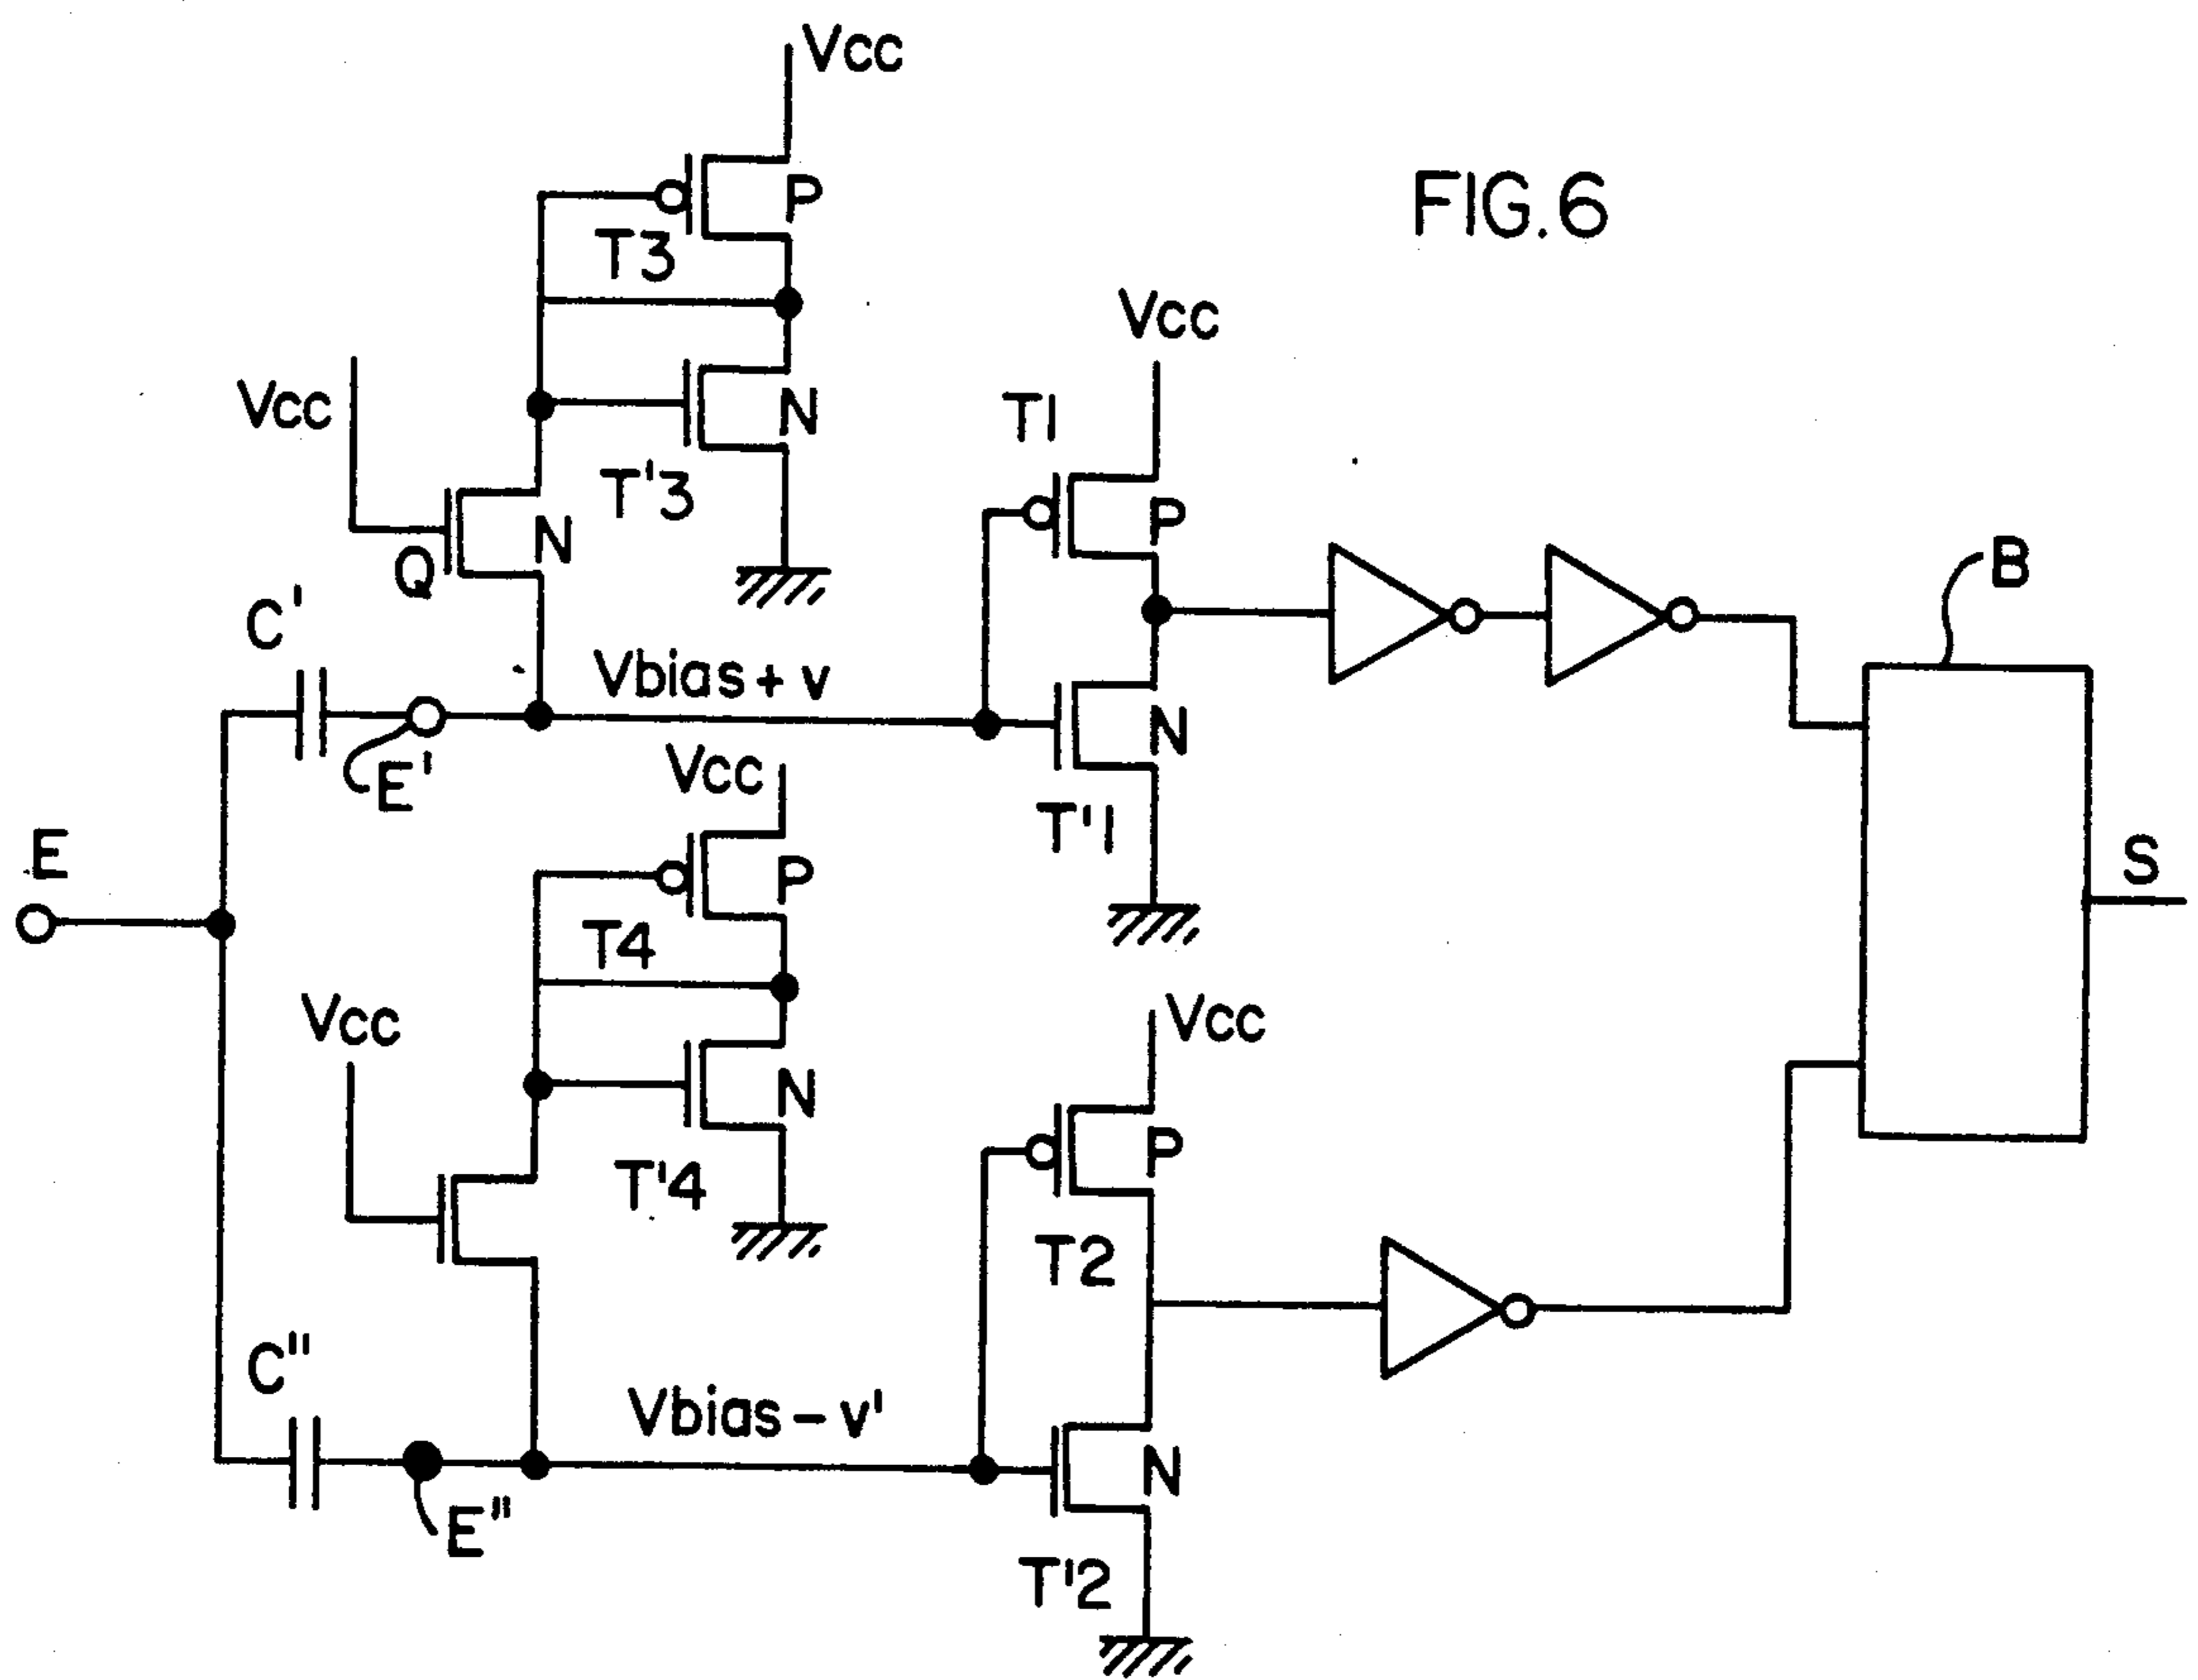 Vcc
P
FIG.6
T3
Vcc
Vcc
T1
N
T'3
P
N
Q
B
C'
Vbias + v
N
E'
Vcc
T'1
E
P
S
T4
Vcc
Vcc
N
P
T'4
T2
C"
Vbias - v'
N
E"
T'2